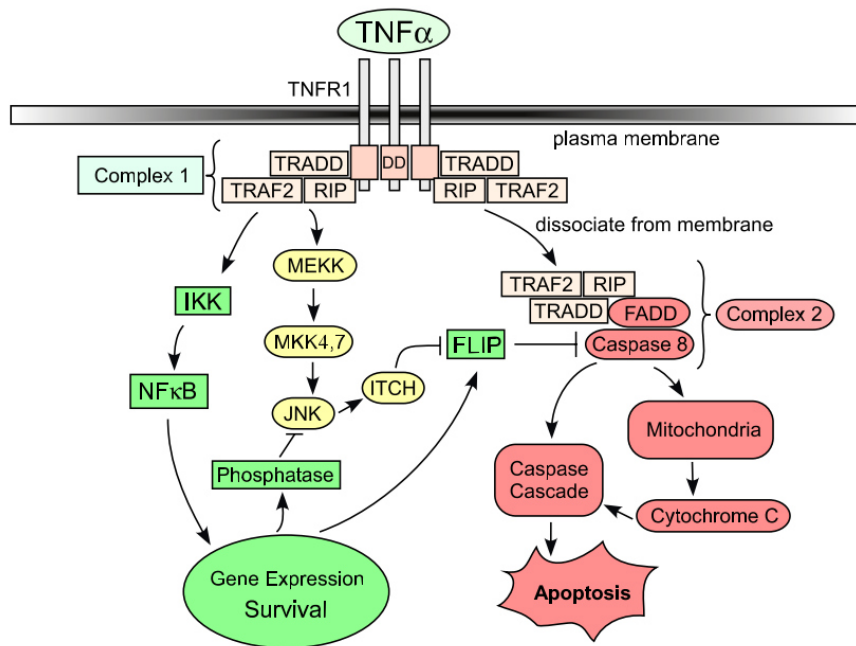 TNFα
TNFR1
plasma membrane
Complex 1
TRADD
DD
TRADD
TRAF2
RIP
RIP
TRAF2
dissociate from membrane
MEKK
IKK
TRAF2
RIP
TRADD
FADD
Complex 2
MKK4,7
FLIP
Caspase 8
NFκB
ITCH
JNK
Mitochondria
Phosphatase
Caspase
Cascade
Cytochrome C
Gene Expression
Survival
Apoptosis